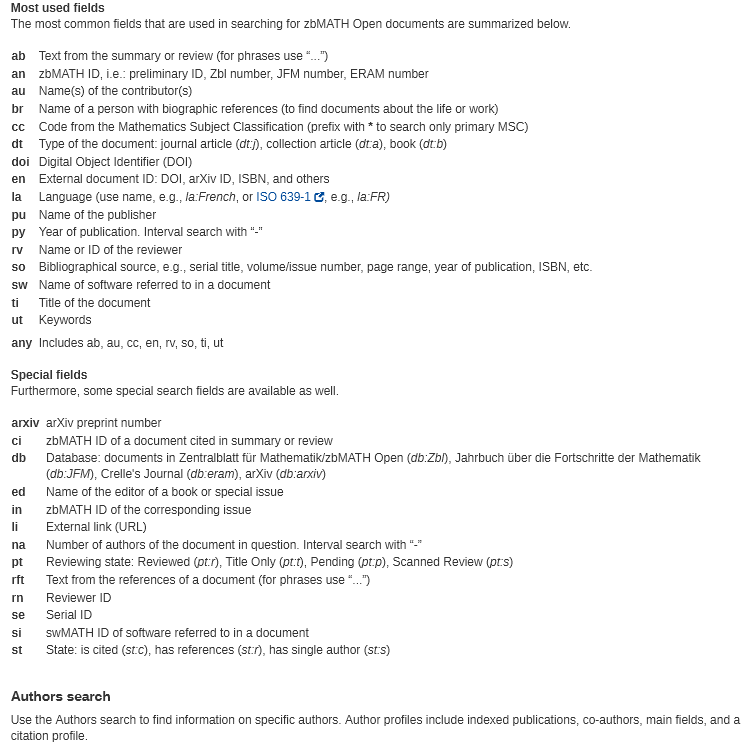 Most used fields
The most common fields that are used in searching for zbMATH Open documents are summarized below.
ab Text from the summary or review (for phrases use “...”)
an zbMATH ID, i.e.: preliminary ID, Zbl number, JFM number, ERAM number
au Name(s) of the contributor(s)
br Name of a person with biographic references (to find documents about the life or work)
cc Code from the Mathematics Subject Classification (prefix with * to search only primary MSC)
dt Type of the document: journal article (dt:j), collection article (dt:a), book (dt:b)
doi Digital Object Identifier (DOI)
en External document ID: DOI, arXiv ID, ISBN, and others
la Language (use name, e.g., la:French, or ISO 639-1, e.g., la:FR)
pu Name of the publisher
py Year of publication. Interval search with “-”
rv Name or ID of the reviewer
so Bibliographical source, e.g., serial title, volume/issue number, page range, year of publication, ISBN, etc.
sw Name of software referred to in a document
ti Title of the document
ut Keywords
any Includes ab, au, cc, en, rv, so, ti, ut
Special fields
Furthermore, some special search fields are available as well.
arxiv arXiv preprint number
ci zbMATH ID of a document cited in summary or review
db Database: documents in Zentralblatt für Mathematik/zbMATH Open (db:Zbl), Jahrbuch über die Fortschritte der Mathematik
(db:JFM), Crelle's Journal (db:eram), arXiv (db:arxiv)
ed Name of the editor of a book or special issue
in zbMATH ID of the corresponding issue
li External link (URL)
na Number of authors of the document in question. Interval search with “-”
pt Reviewing state: Reviewed (pt:r), Title Only (pt:t), Pending (pt:p), Scanned Review (pt:s)
rft Text from the references of a document (for phrases use “...”)
rn Reviewer ID
se Serial ID
si swMATH ID of software referred to in a document
st State: is cited (st:c), has references (st:r), has single author (st:s)
Authors search
Use the Authors search to find information on specific authors. Author profiles include indexed publications, co-authors, main fields, and a
citation profile.